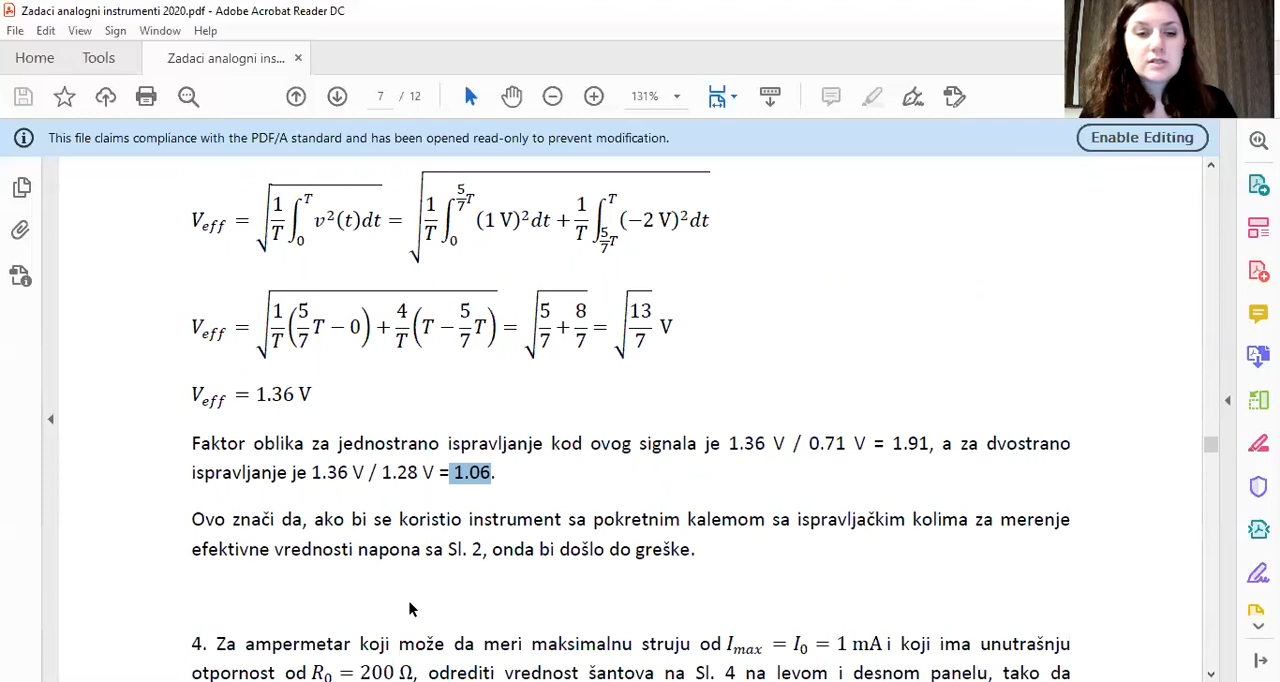 Zadaci analogni instrumenti 2020.pdf - Adobe Acrobat Reader DC
File Edit View Sign Window Help
Home Tools Zadaci analogni ins... ×
7 / 12 131%
This file claims compliance with the PDF/A standard and has been opened read-only to prevent modification. Enable Editing
V_eff = √(1/T ∫₀ᵀ v²(t)dt) = √(1/T ∫₀^(5/7 T) (1 V)²dt + 1/T ∫_(5/7 T)^T (−2 V)²dt)
V_eff = √(1/T (5/7 T − 0) + 4/T (T − 5/7 T)) = √(5/7 + 8/7) = √(13/7) V
V_eff = 1.36 V
Faktor oblika za jednostrano ispravljanje kod ovog signala je 1.36 V / 0.71 V = 1.91, a za dvostrano
ispravljanje je 1.36 V / 1.28 V = 1.06.
Ovo znači da, ako bi se koristio instrument sa pokretnim kalemom sa ispravljačkim kolima za merenje
efektivne vrednosti napona sa Sl. 2, onda bi došlo do greške.
4. Za ampermetar koji može da meri maksimalnu struju od I_max = I₀ = 1 mA i koji ima unutrašnju
otpornost od R₀ = 200 Ω, odrediti vrednost šantova na Sl. 4 na levom i desnom panelu, tako da